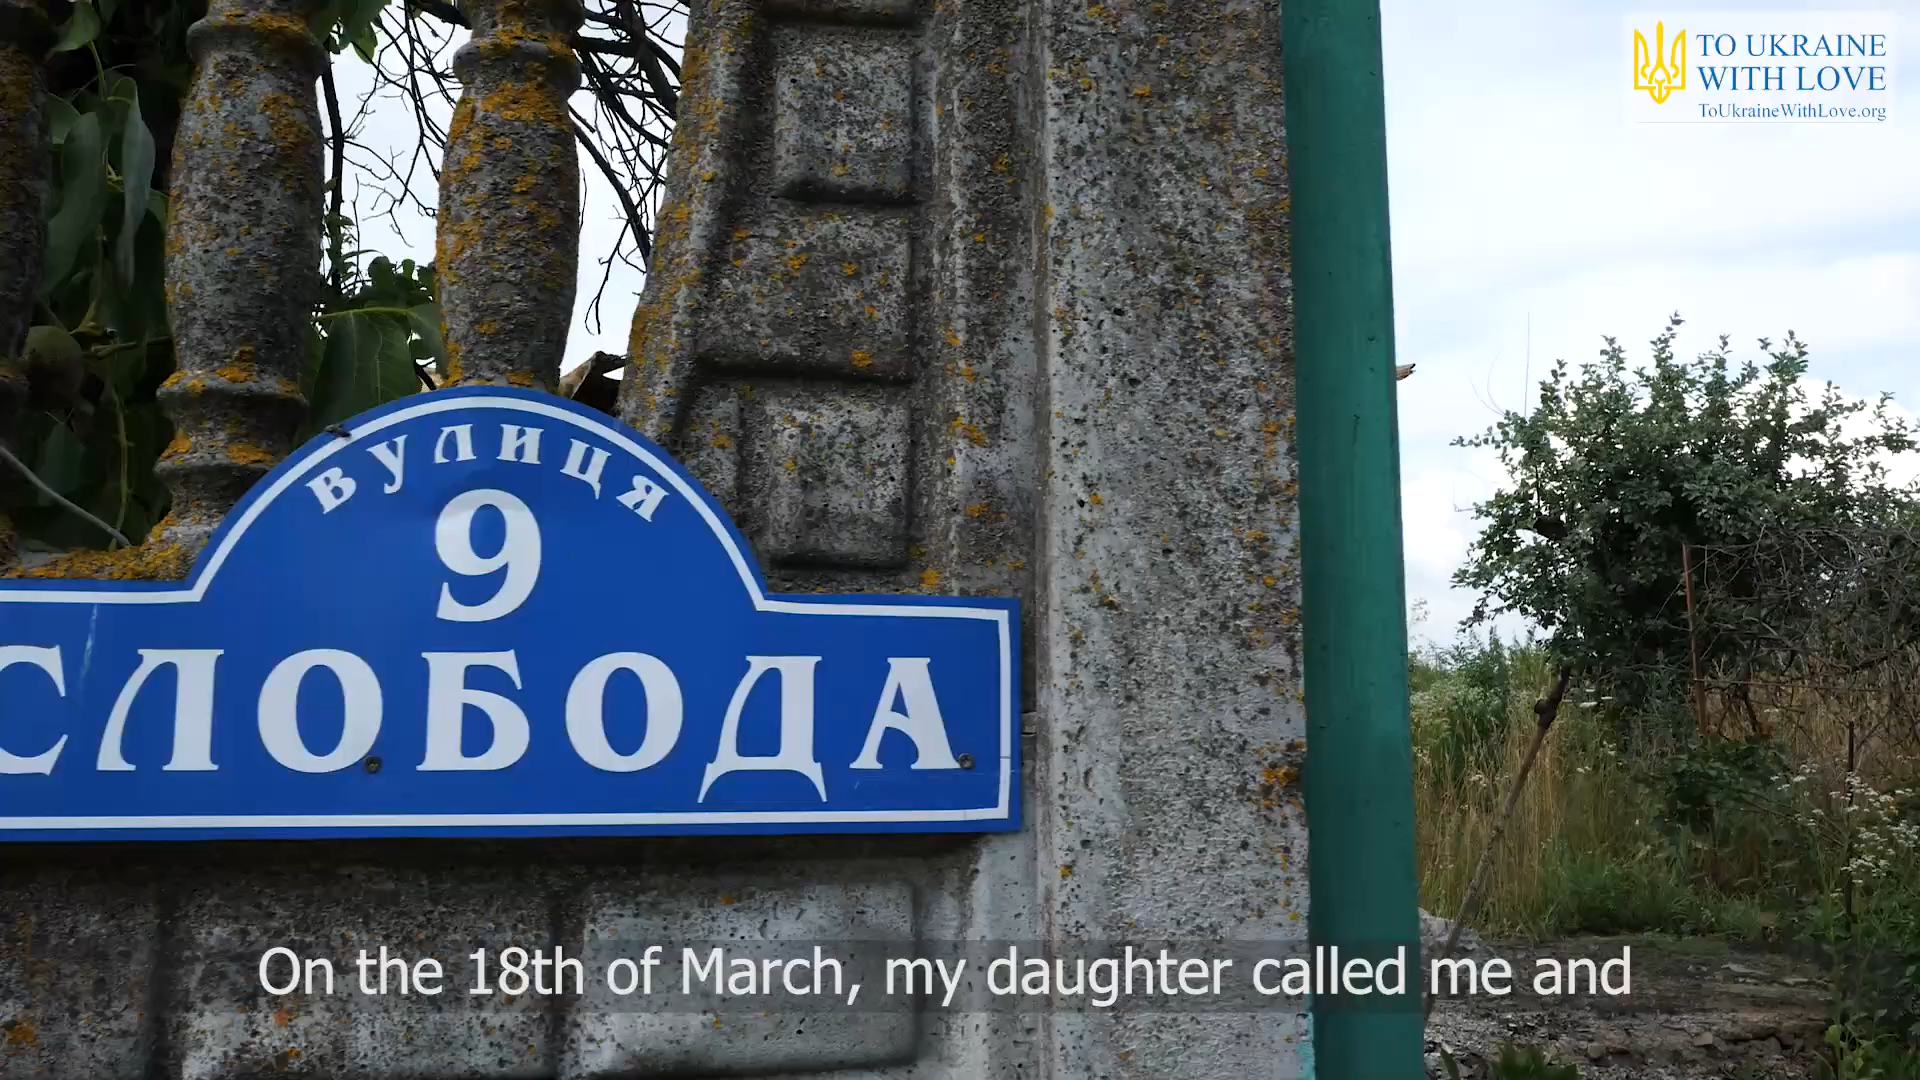 TO UKRAINE
WITH LOVE
ToUkraineWithLove.org
вулиця
9
СЛОБОДА
On the 18th of March, my daughter called me and